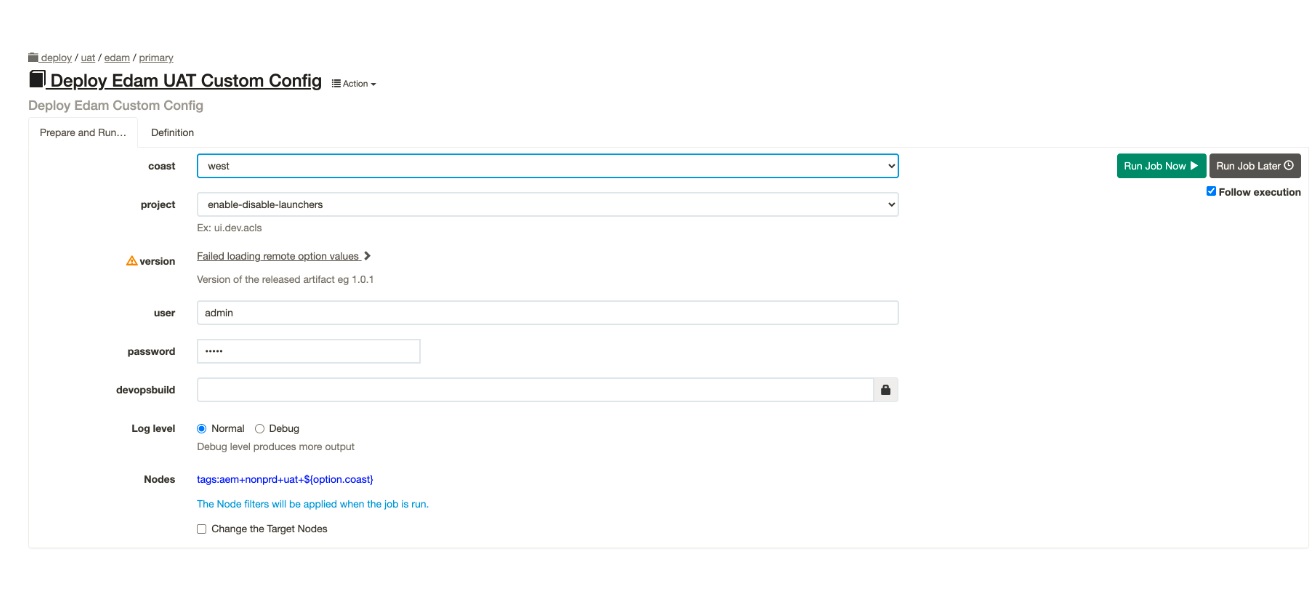 deploy / uat / edam / primary
Deploy Edam UAT Custom Config Action
Deploy Edam Custom Config
Prepare and Run… Definition
coast west Run Job Now Run Job Later
Follow execution
project enable-disable-launchers
Ex: ui.dev.acls
version Failed loading remote option values
Version of the released artifact eg 1.0.1
user admin
password •••••
devopsbuild
Log level Normal Debug
Debug level produces more output
Nodes tags:aem+nonprd+uat+${option.coast}
The Node filters will be applied when the job is run.
Change the Target Nodes